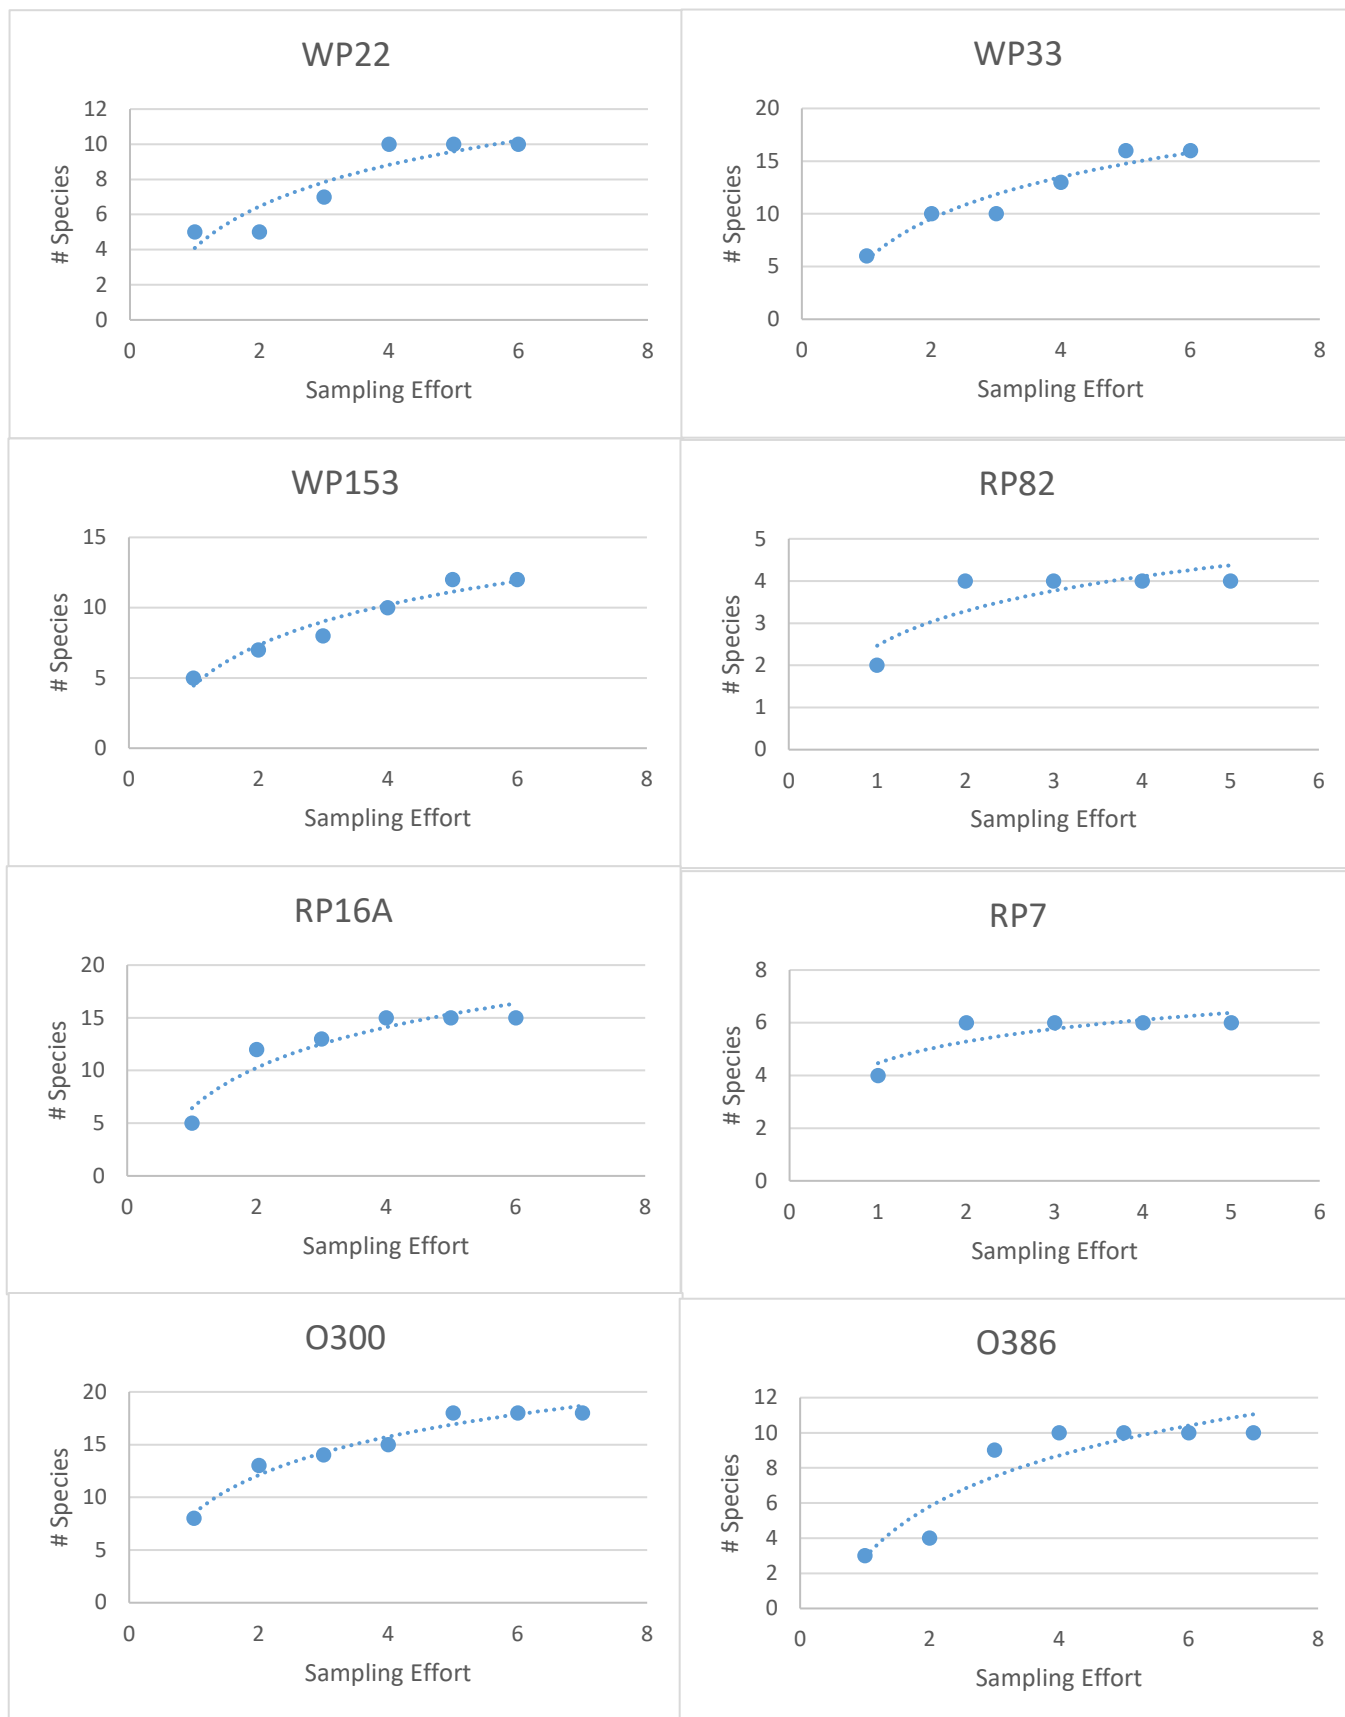 WP22
12
10
8
6
4
2
0
# Species
0 2 4 6 8
Sampling Effort
WP33
20
15
10
5
0
# Species
0 2 4 6 8
Sampling Effort
WP153
15
10
5
0
# Species
0 2 4 6 8
Sampling Effort
RP82
5
4
3
2
1
0
# Species
0 1 2 3 4 5 6
Sampling Effort
RP16A
20
15
10
5
0
# Species
0 2 4 6 8
Sampling Effort
RP7
8
6
4
2
0
# Species
0 1 2 3 4 5 6
Sampling Effort
O300
20
15
10
5
0
# Species
0 2 4 6 8
Sampling Effort
O386
12
10
8
6
4
2
0
# Species
0 2 4 6 8
Sampling Effort